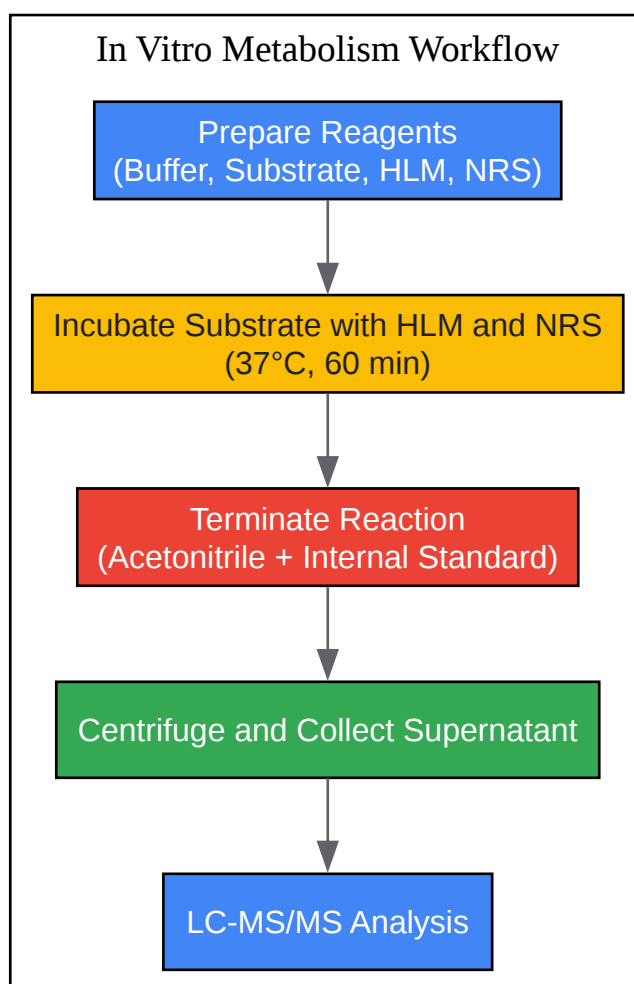 In Vitro Metabolism Workflow
Prepare Reagents
(Buffer, Substrate, HLM, NRS)
Incubate Substrate with HLM and NRS
(37°C, 60 min)
Terminate Reaction
(Acetonitrile + Internal Standard)
Centrifuge and Collect Supernatant
LC-MS/MS Analysis